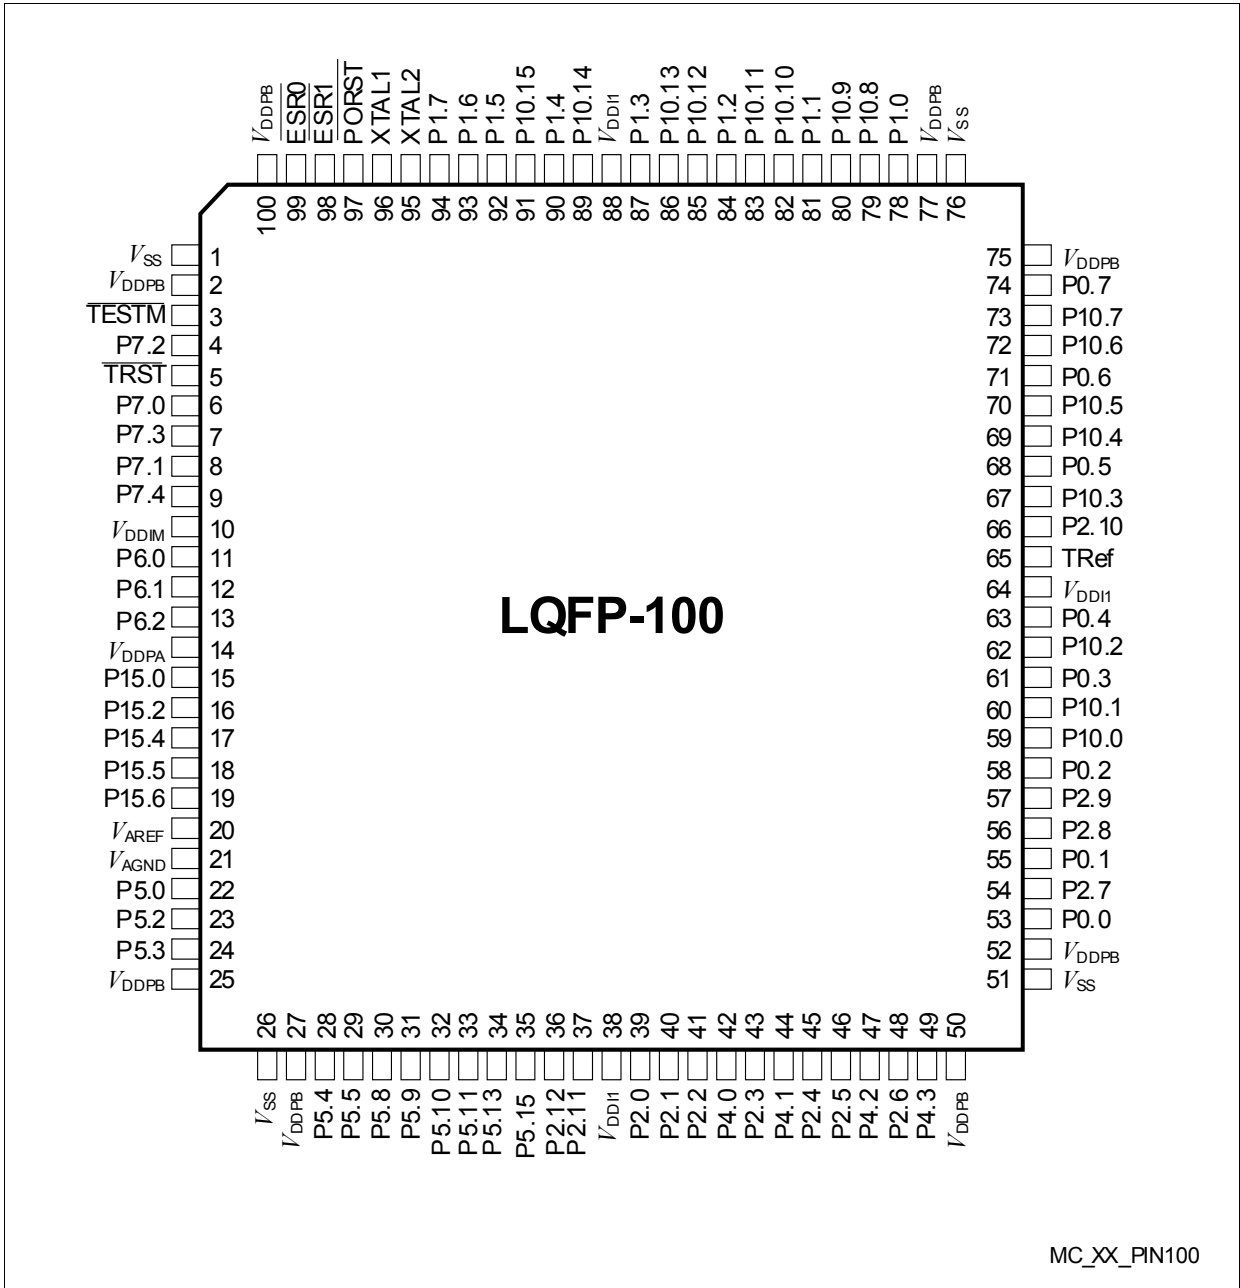 VDDPB
ESR0
ESR1
PORST
XTAL1
XTAL2
P1.7
P1.6
P1.5
P10.15
P1.4
P10.14
VDDI1
P1.3
P10.13
P10.12
P1.2
P10.11
P10.10
P1.1
P10.9
P10.8
P1.0
VDDPB
VSS
100
99
98
97
96
95
94
93
92
91
90
89
88
87
86
85
84
83
82
81
80
79
78
77
76
VSS 1
VDDPB 2
TESTM 3
P7.2 4
TRST 5
P7.0 6
P7.3 7
P7.1 8
P7.4 9
VDDIM 10
P6.0 11
P6.1 12
P6.2 13
VDDPA 14
P15.0 15
P15.2 16
P15.4 17
P15.5 18
P15.6 19
VAREF 20
VAGND 21
P5.0 22
P5.2 23
P5.3 24
VDDPB 25
LQFP-100
75 VDDPB
74 P0.7
73 P10.7
72 P10.6
71 P0.6
70 P10.5
69 P10.4
68 P0.5
67 P10.3
66 P2.10
65 TRef
64 VDDI1
63 P0.4
62 P10.2
61 P0.3
60 P10.1
59 P10.0
58 P0.2
57 P2.9
56 P2.8
55 P0.1
54 P2.7
53 P0.0
52 VDDPB
51 VSS
26
27
28
29
30
31
32
33
34
35
36
37
38
39
40
41
42
43
44
45
46
47
48
49
50
VSS
VDDPB
P5.4
P5.5
P5.8
P5.9
P5.10
P5.11
P5.13
P5.15
P2.12
P2.11
VDDI1
P2.0
P2.1
P2.2
P4.0
P2.3
P4.1
P2.4
P2.5
P4.2
P2.6
P4.3
VDDPB
MC_XX_PIN100